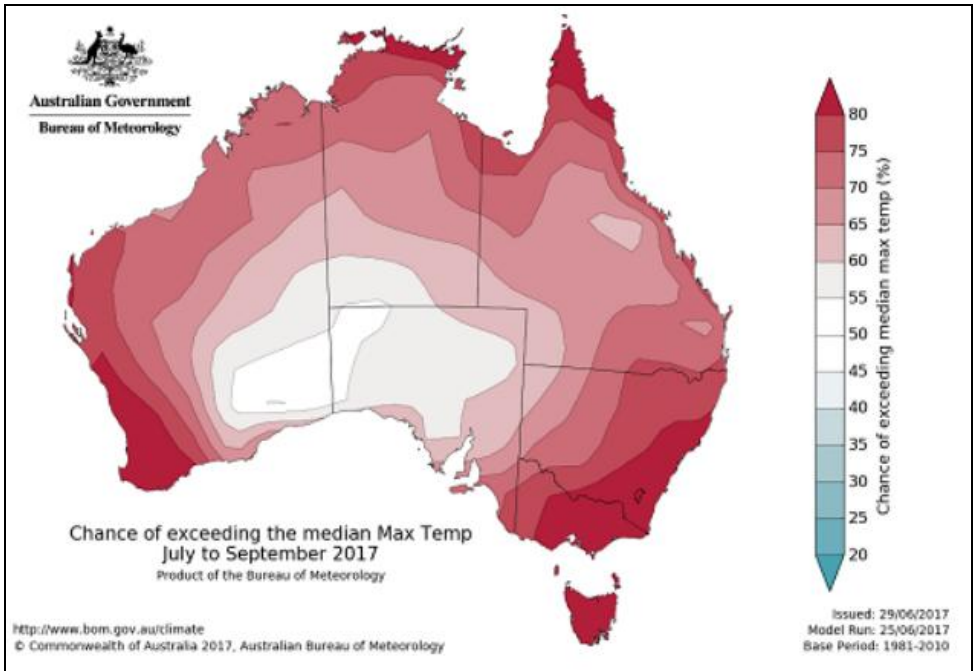 Australian Government
Bureau of Meteorology
80
75
70
65
60
55
50
45
40
35
30
25
20
Chance of exceeding median max temp (%)
Chance of exceeding the median Max Temp
July to September 2017
Product of the Bureau of Meteorology
http://www.bom.gov.au/climate
© Commonwealth of Australia 2017, Australian Bureau of Meteorology
Issued: 29/06/2017
Model Run: 25/06/2017
Base Period: 1981-2010